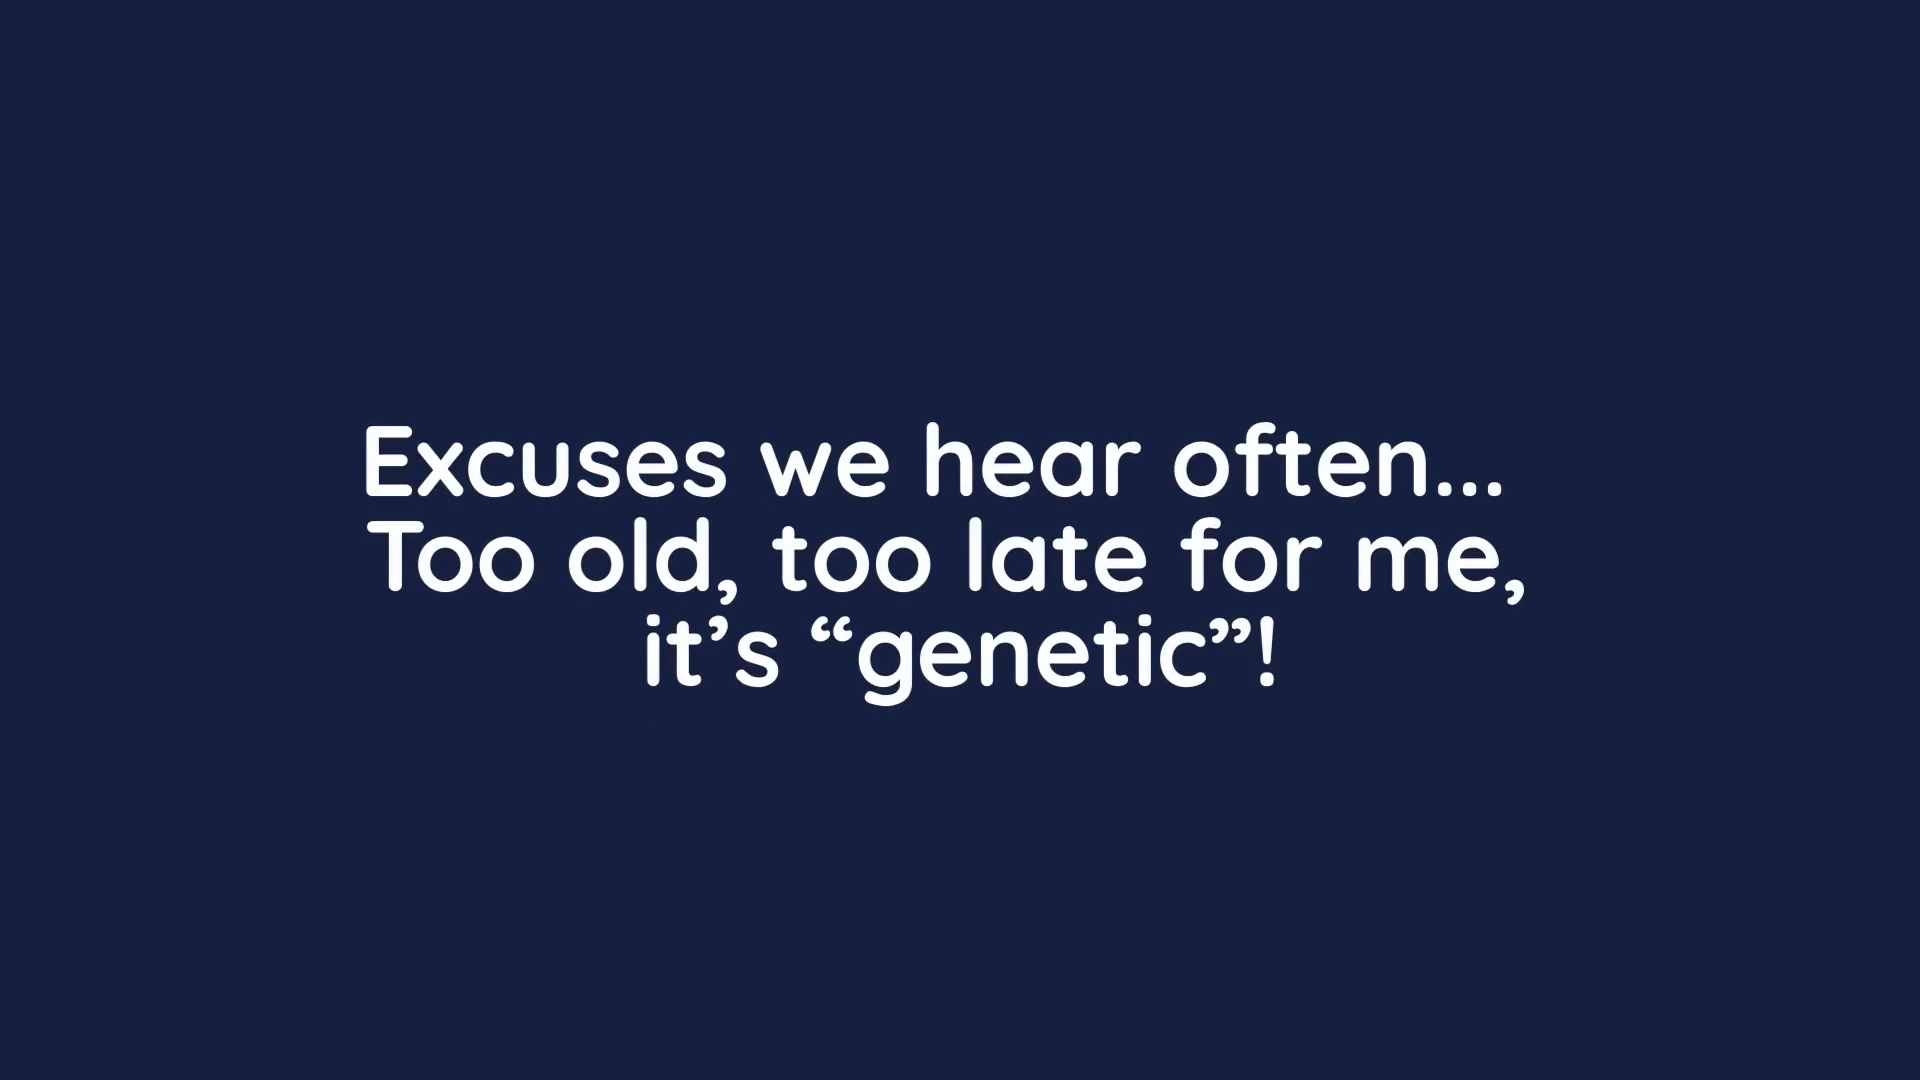 Excuses we hear often...
Too old, too late for me,
it’s “genetic”!